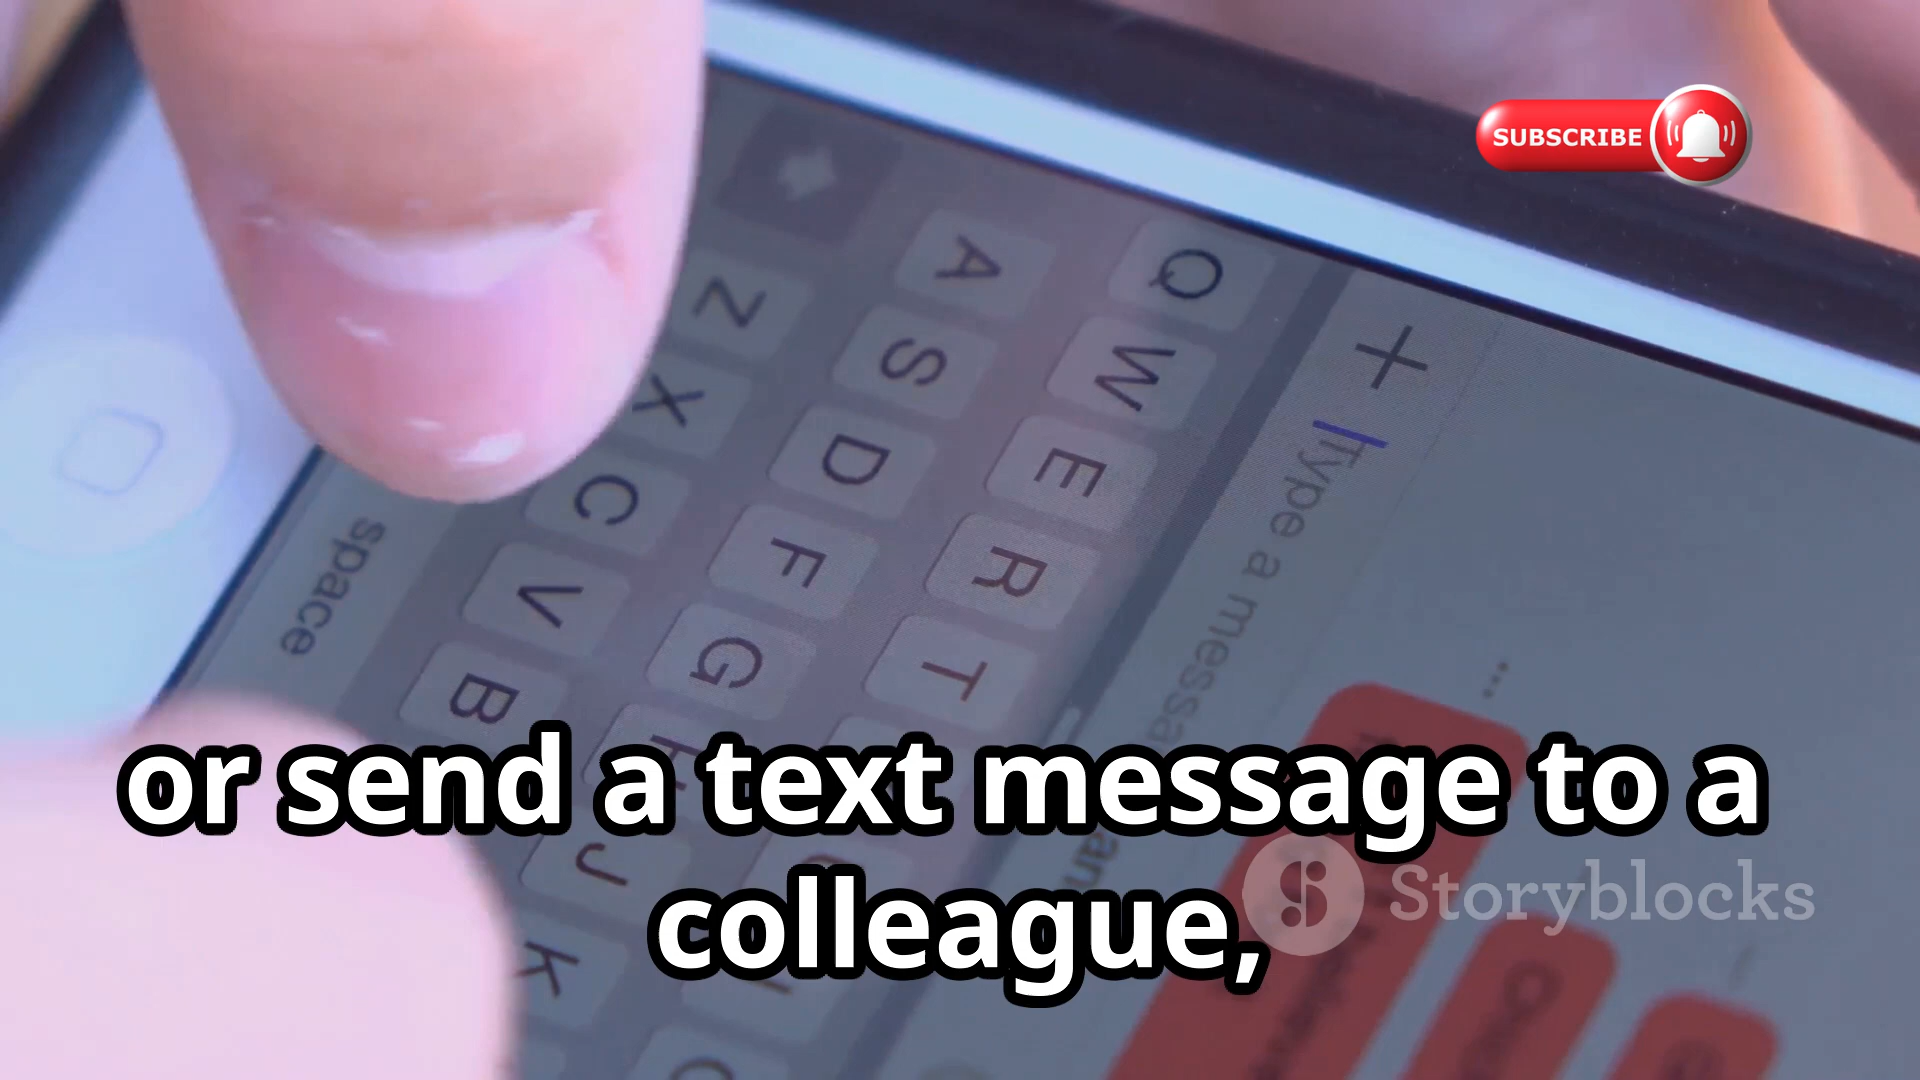 SUBSCRIBE
Q W E R T
A S D F G H J K
Z X C V B
space
+ Type a messa
...
or send a text message to a
colleague,
Storyblocks